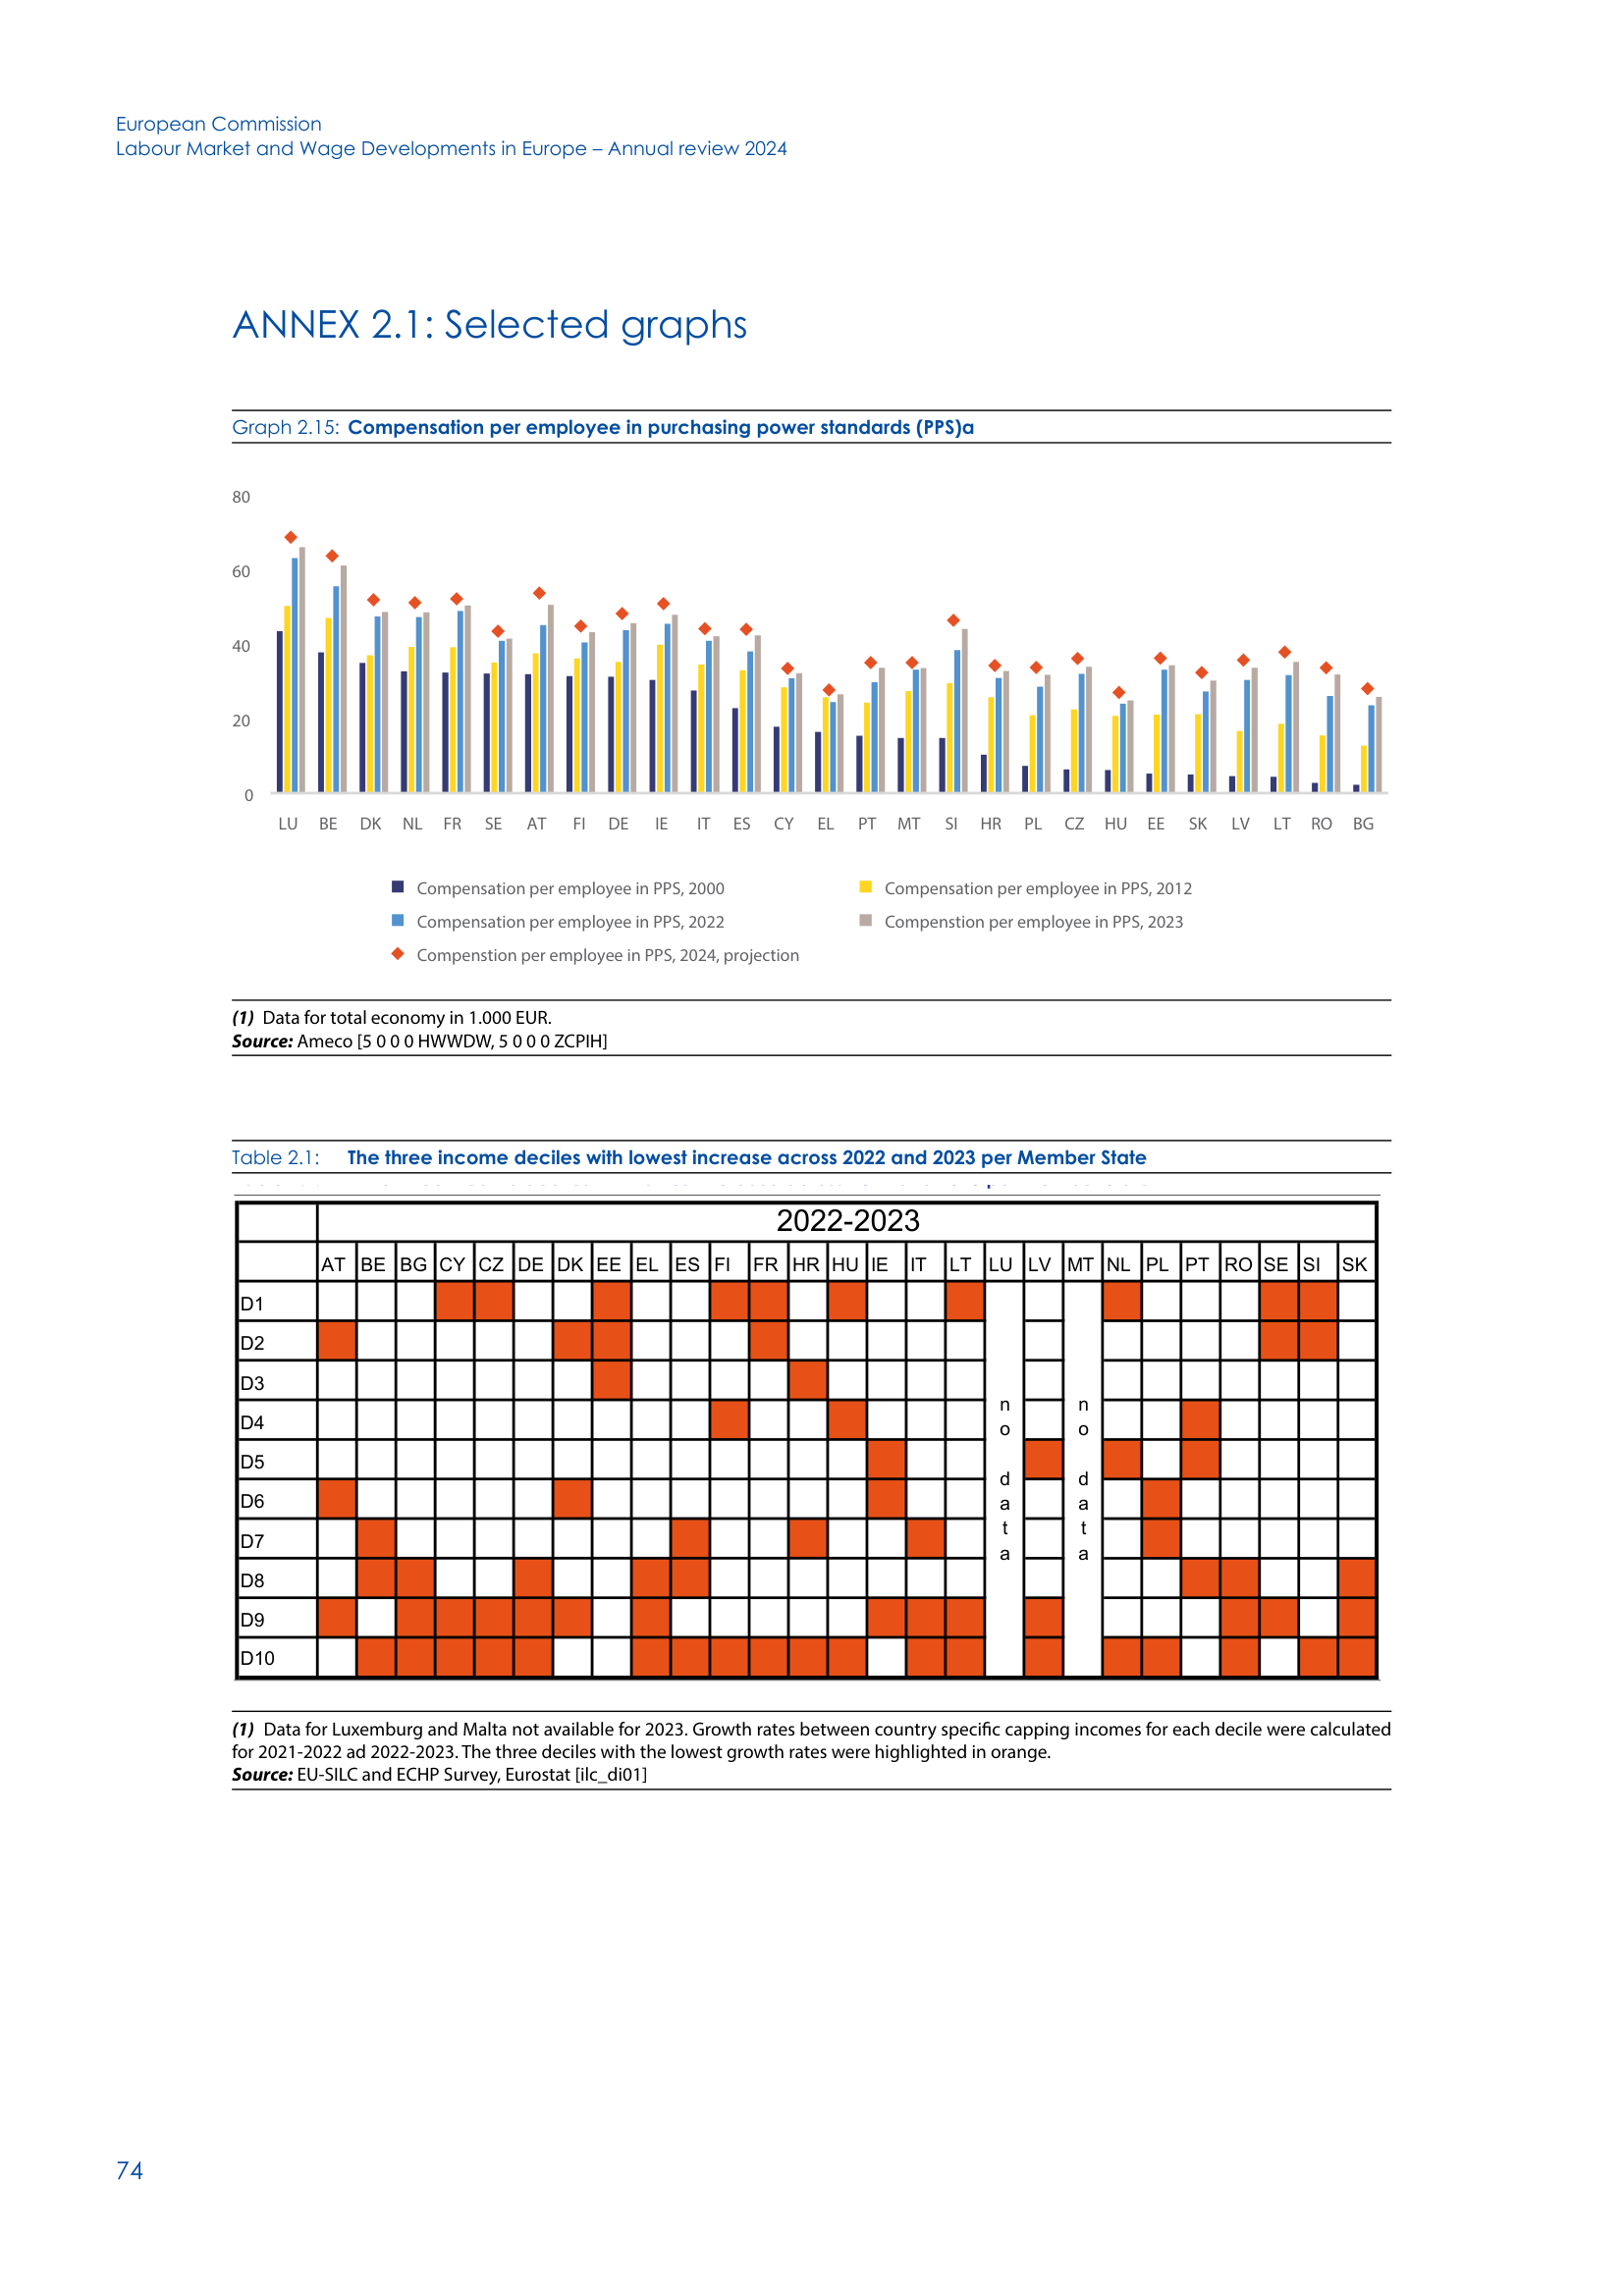 European Commission
Labour Market and Wage Developments in Europe – Annual review 2024
ANNEX 2.1: Selected graphs
Graph 2.15: Compensation per employee in purchasing power standards (PPS)a
80
60
40
20
0
LU BE DK NL FR SE AT FI DE IE IT ES CY EL PT MT SI HR PL CZ HU EE SK LV LT RO BG
Compensation per employee in PPS, 2000
Compensation per employee in PPS, 2012
Compensation per employee in PPS, 2022
Compenstion per employee in PPS, 2023
Compenstion per employee in PPS, 2024, projection
(1) Data for total economy in 1.000 EUR.
Source: Ameco [5 0 0 0 HWWDW, 5 0 0 0 ZCPIH]
Table 2.1: The three income deciles with lowest increase across 2022 and 2023 per Member State
2022-2023
AT BE BG CY CZ DE DK EE EL ES FI FR HR HU IE IT LT LU LV MT NL PL PT RO SE SI SK
D1
D2
D3
D4
D5
D6
D7
D8
D9
D10
no data
no data
(1) Data for Luxemburg and Malta not available for 2023. Growth rates between country specific capping incomes for each decile were calculated
for 2021-2022 ad 2022-2023. The three deciles with the lowest growth rates were highlighted in orange.
Source: EU-SILC and ECHP Survey, Eurostat [ilc_di01]
74